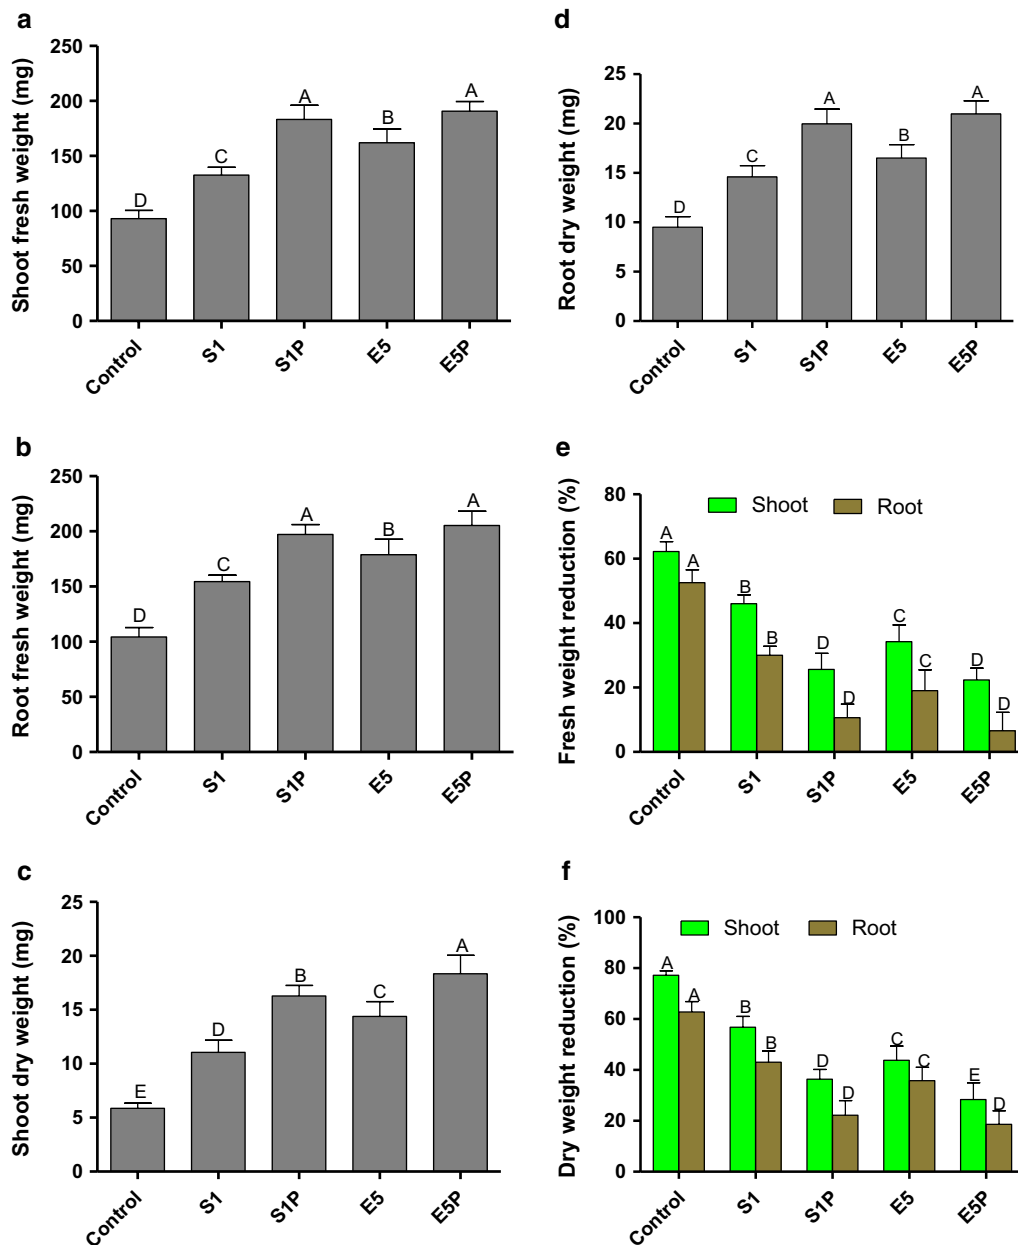 a
Shoot fresh weight (mg)
250
200
150
100
50
0
D
C
A
B
A
Control
S1
S1P
E5
E5P
b
Root fresh weight (mg)
250
200
150
100
50
0
D
C
A
B
A
Control
S1
S1P
E5
E5P
c
Shoot dry weight (mg)
25
20
15
10
5
0
E
D
B
C
A
Control
S1
S1P
E5
E5P
d
Root dry weight (mg)
25
20
15
10
5
0
D
C
A
B
A
Control
S1
S1P
E5
E5P
e
Fresh weight reduction (%)
80
60
40
20
0
Shoot Root
A A B B D D C C D D
Control
S1
S1P
E5
E5P
f
Dry weight reduction (%)
100
80
60
40
20
0
Shoot Root
A A B B D D C C E D
Control
S1
S1P
E5
E5P